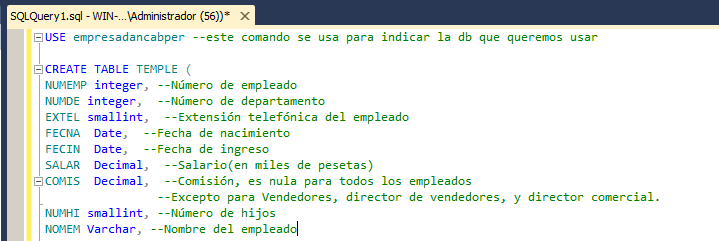 SQLQuery1.sql - WIN-...\Administrador (56))*
USE empresadancabper --este comando se usa para indicar la db que queremos usar
CREATE TABLE TEMPLE (
NUMEMP integer, --Número de empleado
NUMDE integer, --Número de departamento
EXTEL smallint, --Extensión telefónica del empleado
FECNA Date, --Fecha de nacimiento
FECIN Date, --Fecha de ingreso
SALAR Decimal, --Salario(en miles de pesetas)
COMIS Decimal, --Comisión, es nula para todos los empleados
--Excepto para Vendedores, director de vendedores, y director comercial.
NUMHI smallint, --Número de hijos
NOMEM Varchar, --Nombre del empleado